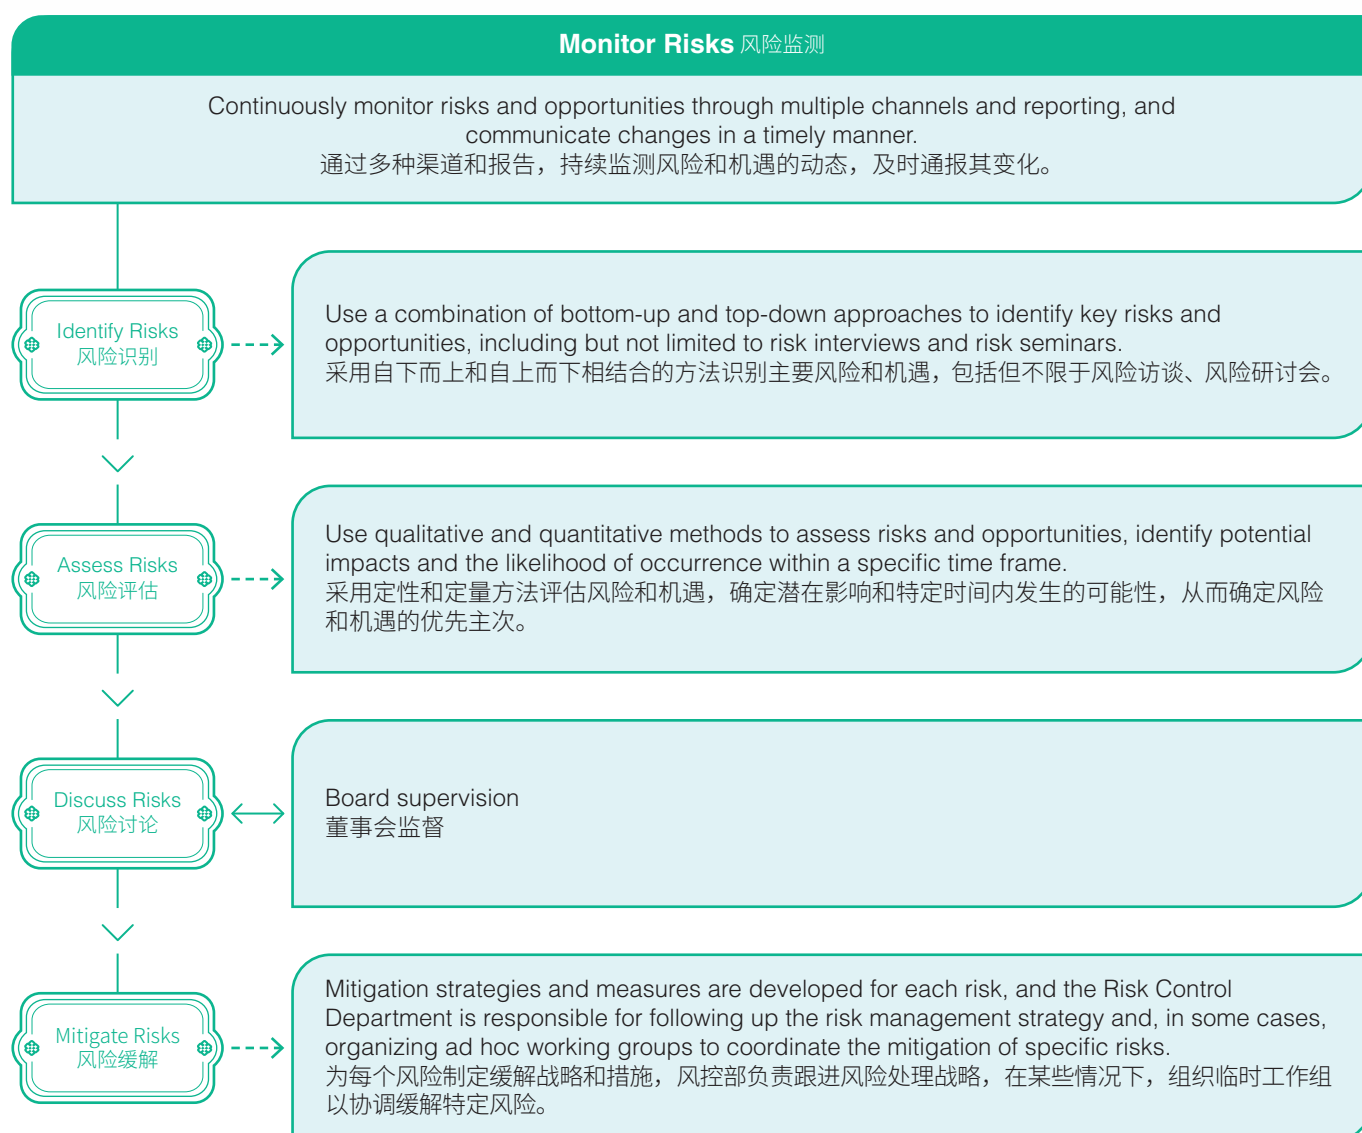 Monitor Risks 风险监测
Continuously monitor risks and opportunities through multiple channels and reporting, and
communicate changes in a timely manner.
通过多种渠道和报告，持续监测风险和机遇的动态，及时通报其变化。
Identify Risks
风险识别
Use a combination of bottom-up and top-down approaches to identify key risks and
opportunities, including but not limited to risk interviews and risk seminars.
采用自下而上和自上而下相结合的方法识别主要风险和机遇，包括但不限于风险访谈、风险研讨会。
Assess Risks
风险评估
Use qualitative and quantitative methods to assess risks and opportunities, identify potential
impacts and the likelihood of occurrence within a specific time frame.
采用定性和定量方法评估风险和机遇，确定潜在影响和特定时间内发生的可能性，从而确定风险
和机遇的优先主次。
Discuss Risks
风险讨论
Board supervision
董事会监督
Mitigate Risks
风险缓解
Mitigation strategies and measures are developed for each risk, and the Risk Control
Department is responsible for following up the risk management strategy and, in some cases,
organizing ad hoc working groups to coordinate the mitigation of specific risks.
为每个风险制定缓解战略和措施，风控部负责跟进风险处理战略，在某些情况下，组织临时工作组
以协调缓解特定风险。